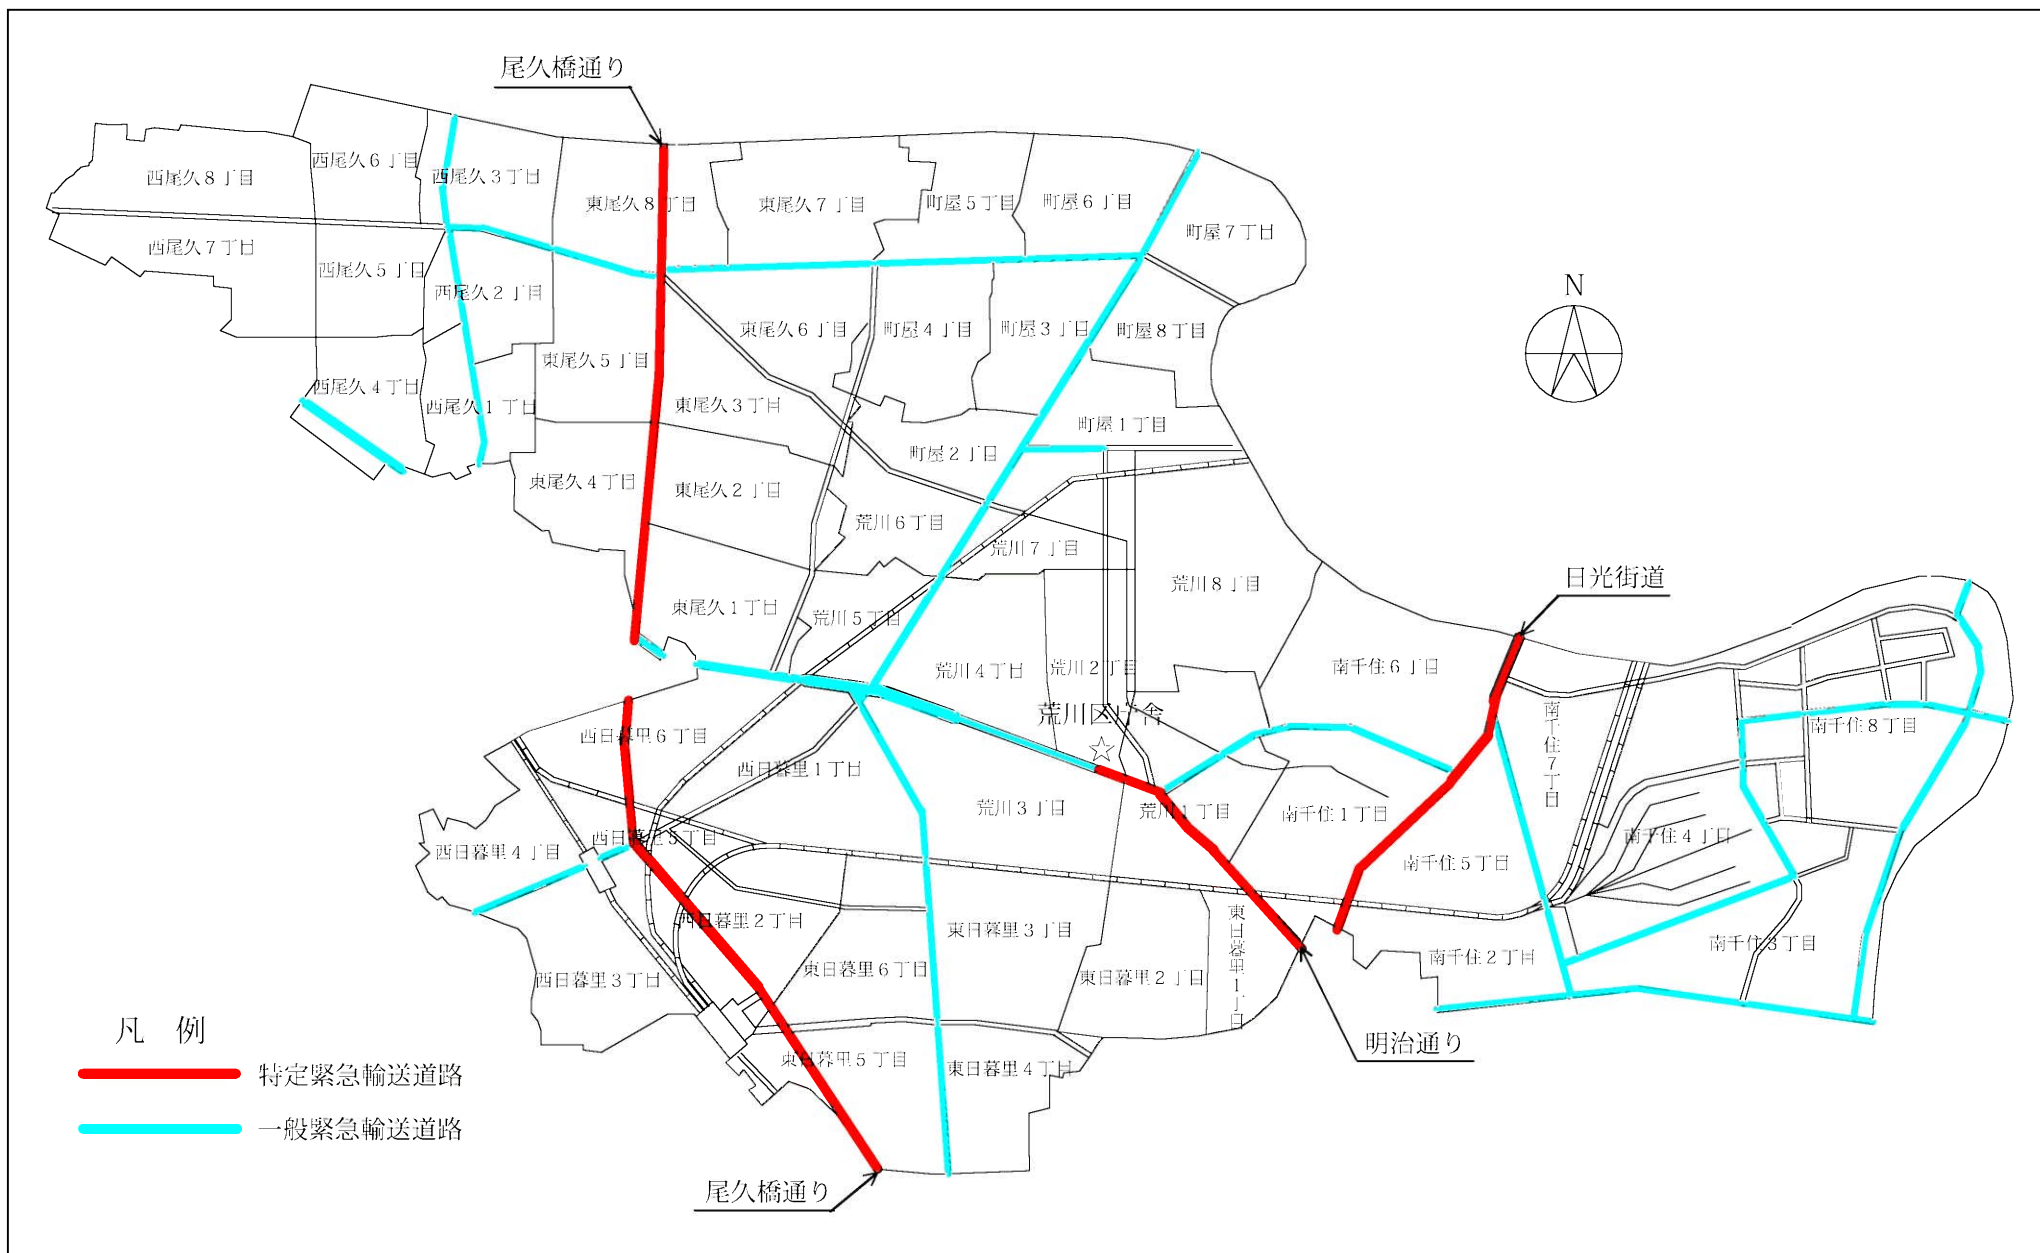 尾久橋通り
西尾久８丁目
西尾久６丁目
西尾久３丁目
東尾久８丁目
東尾久７丁目
町屋５丁目
町屋６丁目
町屋７丁目
西尾久７丁目
西尾久５丁目
西尾久２丁目
東尾久６丁目
町屋４丁目
町屋３丁目
町屋８丁目
N
西尾久４丁目
西尾久１丁目
東尾久５丁目
東尾久３丁目
町屋２丁目
町屋１丁目
東尾久４丁目
東尾久２丁目
荒川６丁目
荒川７丁目
荒川８丁目
日光街道
東尾久１丁目
荒川５丁目
荒川４丁目
荒川２丁目
南千住６丁目
荒川区庁舎
南千住７丁目
南千住８丁目
西日暮里６丁目
西日暮里１丁目
荒川３丁目
荒川１丁目
南千住１丁目
南千住４丁目
西日暮里４丁目
西日暮里５丁目
南千住５丁目
西日暮里２丁目
東日暮里３丁目
東日暮里１丁目
南千住２丁目
南千住３丁目
西日暮里３丁目
東日暮里６丁目
東日暮里２丁目
東日暮里５丁目
東日暮里４丁目
明治通り
尾久橋通り
凡　例
特定緊急輸送道路
一般緊急輸送道路